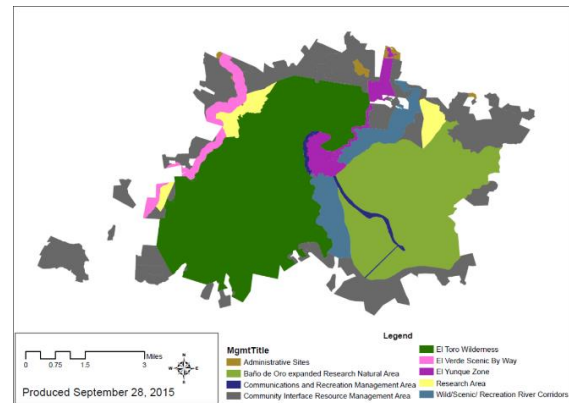 0 0.75 1.5 3
Miles
Produced September 28, 2015
Legend
MgmtTitle
Administrative Sites
Baño de Oro expanded Research Natural Area
Communications and Recreation Management Area
Community Interface Resource Management Area
El Toro Wilderness
El Verde Scenic By Way
El Yunque Zone
Research Area
Wild/Scenic/ Recreation River Corridors